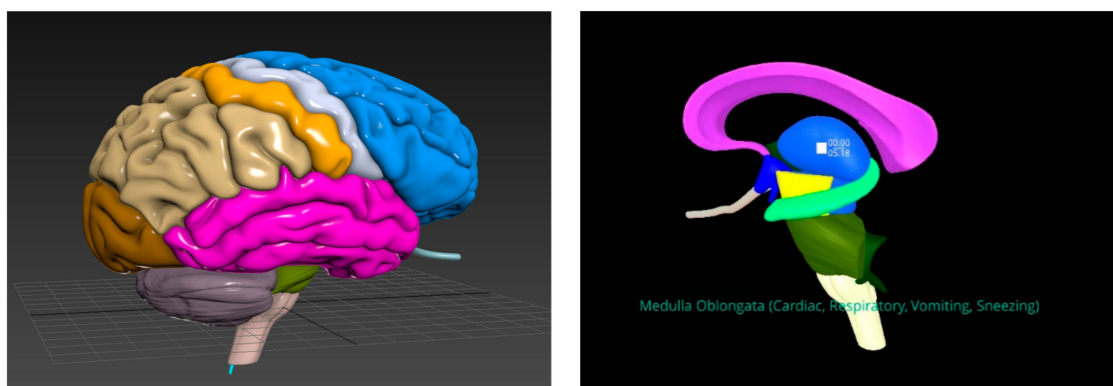 00:00
05:18
Medulla Oblongata (Cardiac, Respiratory, Vomiting, Sneezing)